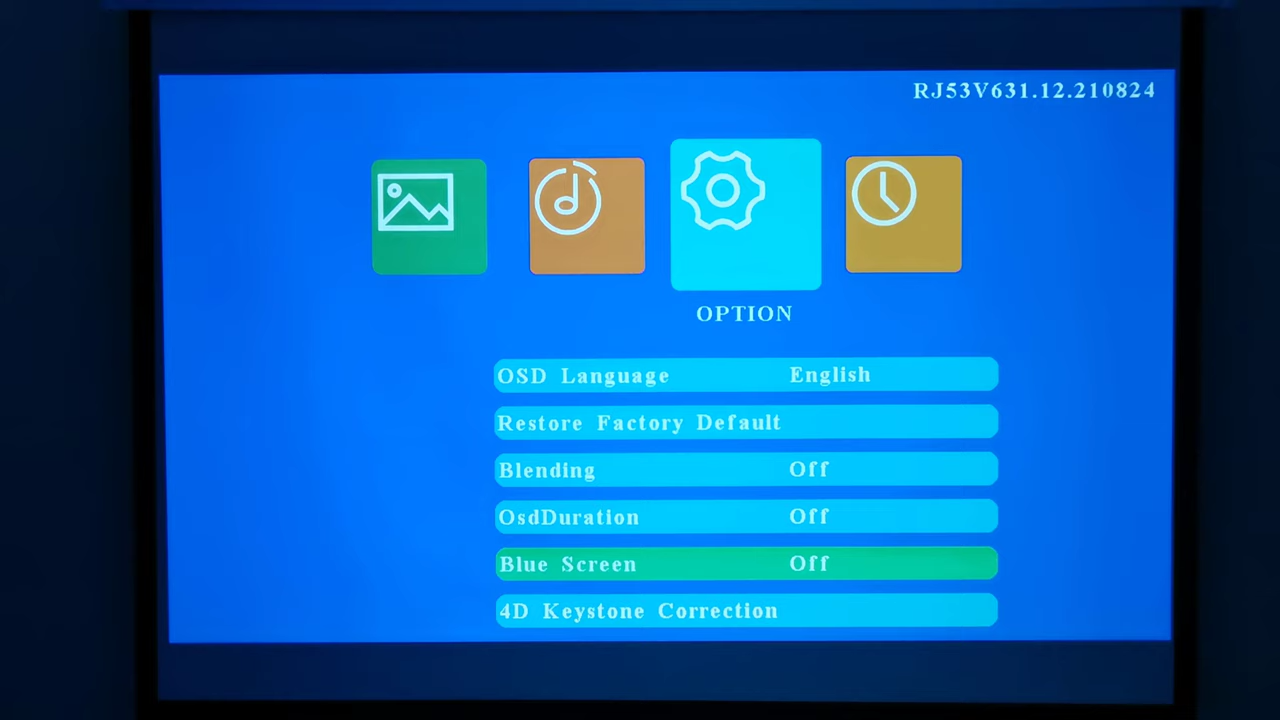 RJ53V631.12.210824
OPTION
OSD Language English
Restore Factory Default
Blending Off
OsdDuration Off
Blue Screen Off
4D Keystone Correction